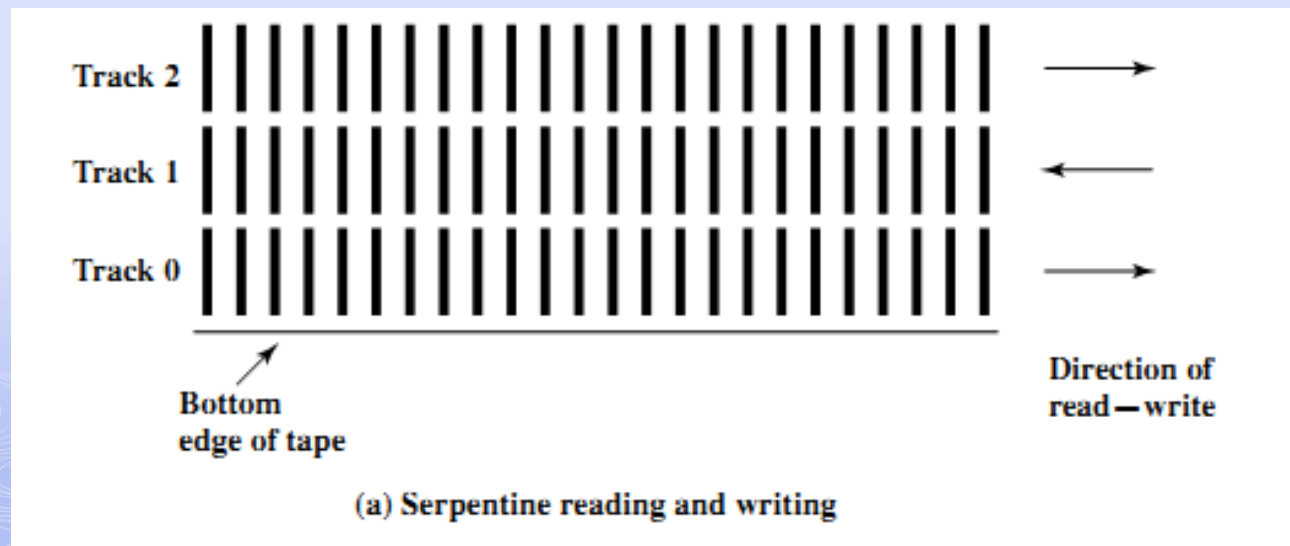 Track 2
Track 1
Track 0
Bottom
edge of tape
Direction of
read—write
(a) Serpentine reading and writing